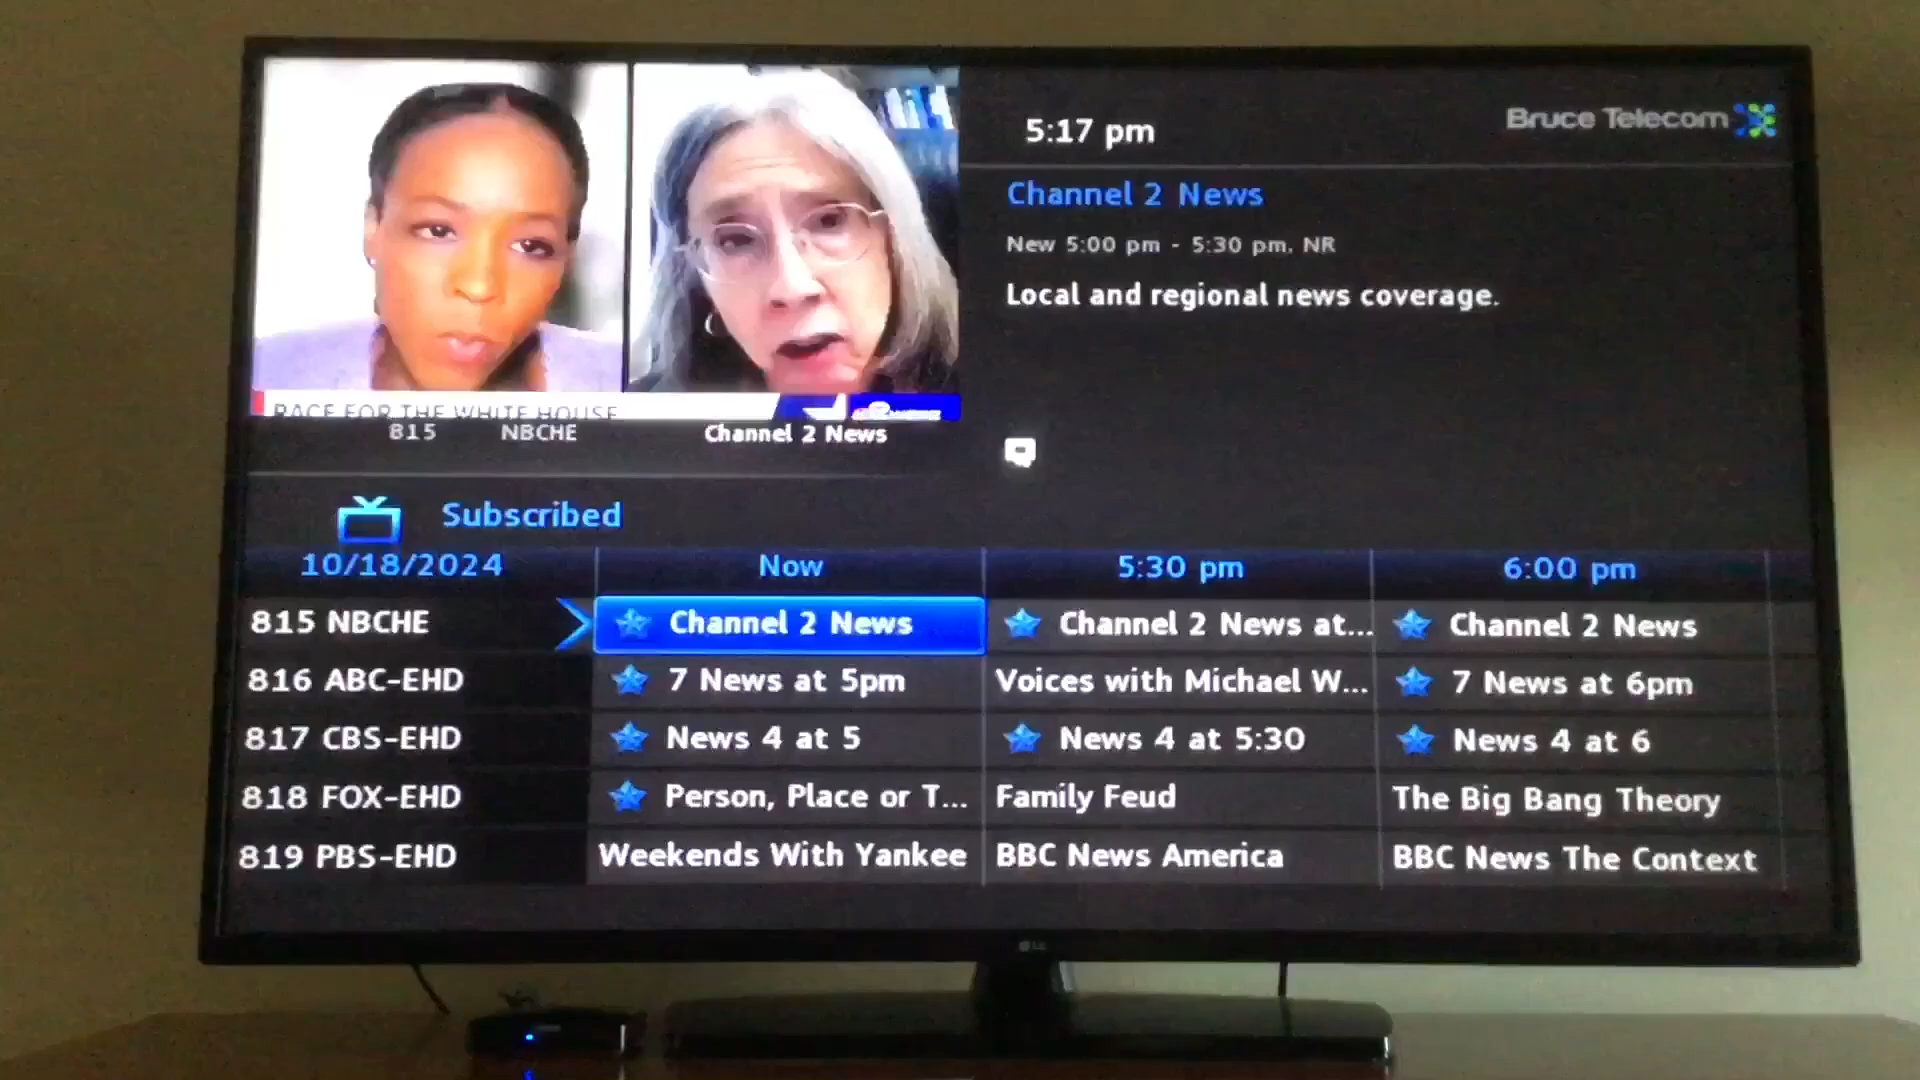 5:17 pm
Bruce Telecom
Channel 2 News
New 5:00 pm - 5:30 pm, NR
Local and regional news coverage.
RACE FOR THE WHITE HOUSE
815 NBCHE Channel 2 News
Subscribed
10/18/2024 Now 5:30 pm 6:00 pm
815 NBCHE Channel 2 News Channel 2 News at... Channel 2 News
816 ABC-EHD 7 News at 5pm Voices with Michael W... 7 News at 6pm
817 CBS-EHD News 4 at 5 News 4 at 5:30 News 4 at 6
818 FOX-EHD Person, Place or T... Family Feud The Big Bang Theory
819 PBS-EHD Weekends With Yankee BBC News America BBC News The Context
LG